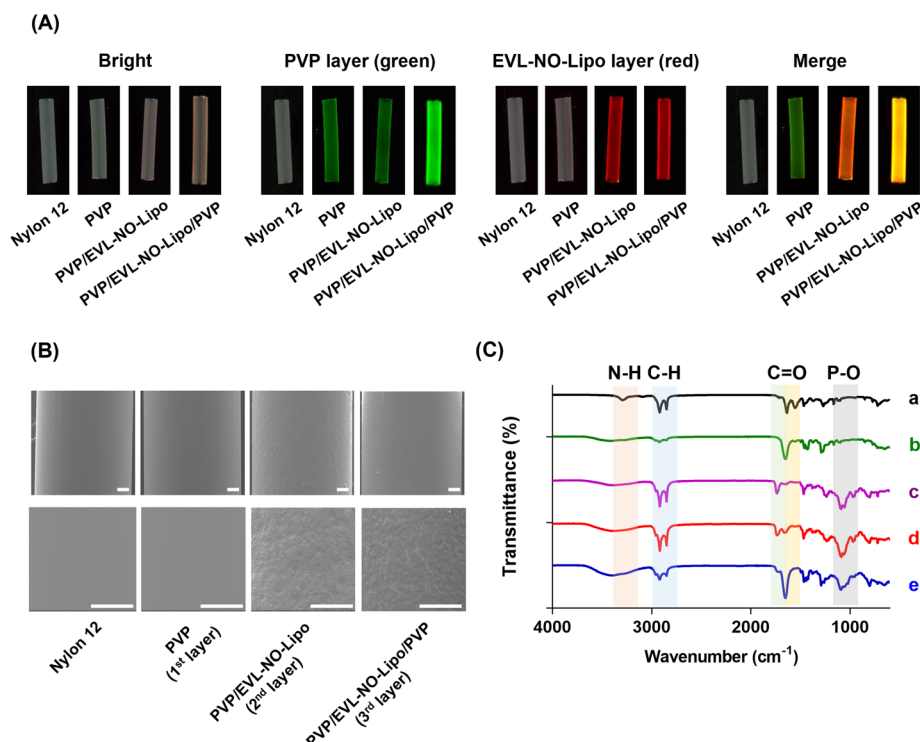 (A)
Bright
PVP layer (green)
EVL-NO-Lipo layer (red)
Merge
Nylon 12
PVP
PVP/EVL-NO-Lipo
PVP/EVL-NO-Lipo/PVP
Nylon 12
PVP
PVP/EVL-NO-Lipo
PVP/EVL-NO-Lipo/PVP
Nylon 12
PVP
PVP/EVL-NO-Lipo
PVP/EVL-NO-Lipo/PVP
Nylon 12
PVP
PVP/EVL-NO-Lipo
PVP/EVL-NO-Lipo/PVP
(B)
Nylon 12
PVP
(1st layer)
PVP/EVL-NO-Lipo
(2nd layer)
PVP/EVL-NO-Lipo/PVP
(3rd layer)
(C)
N-H C-H C=O P-O
a
b
c
d
e
Transmittance (%)
4000 3000 2000 1000
Wavenumber (cm-1)